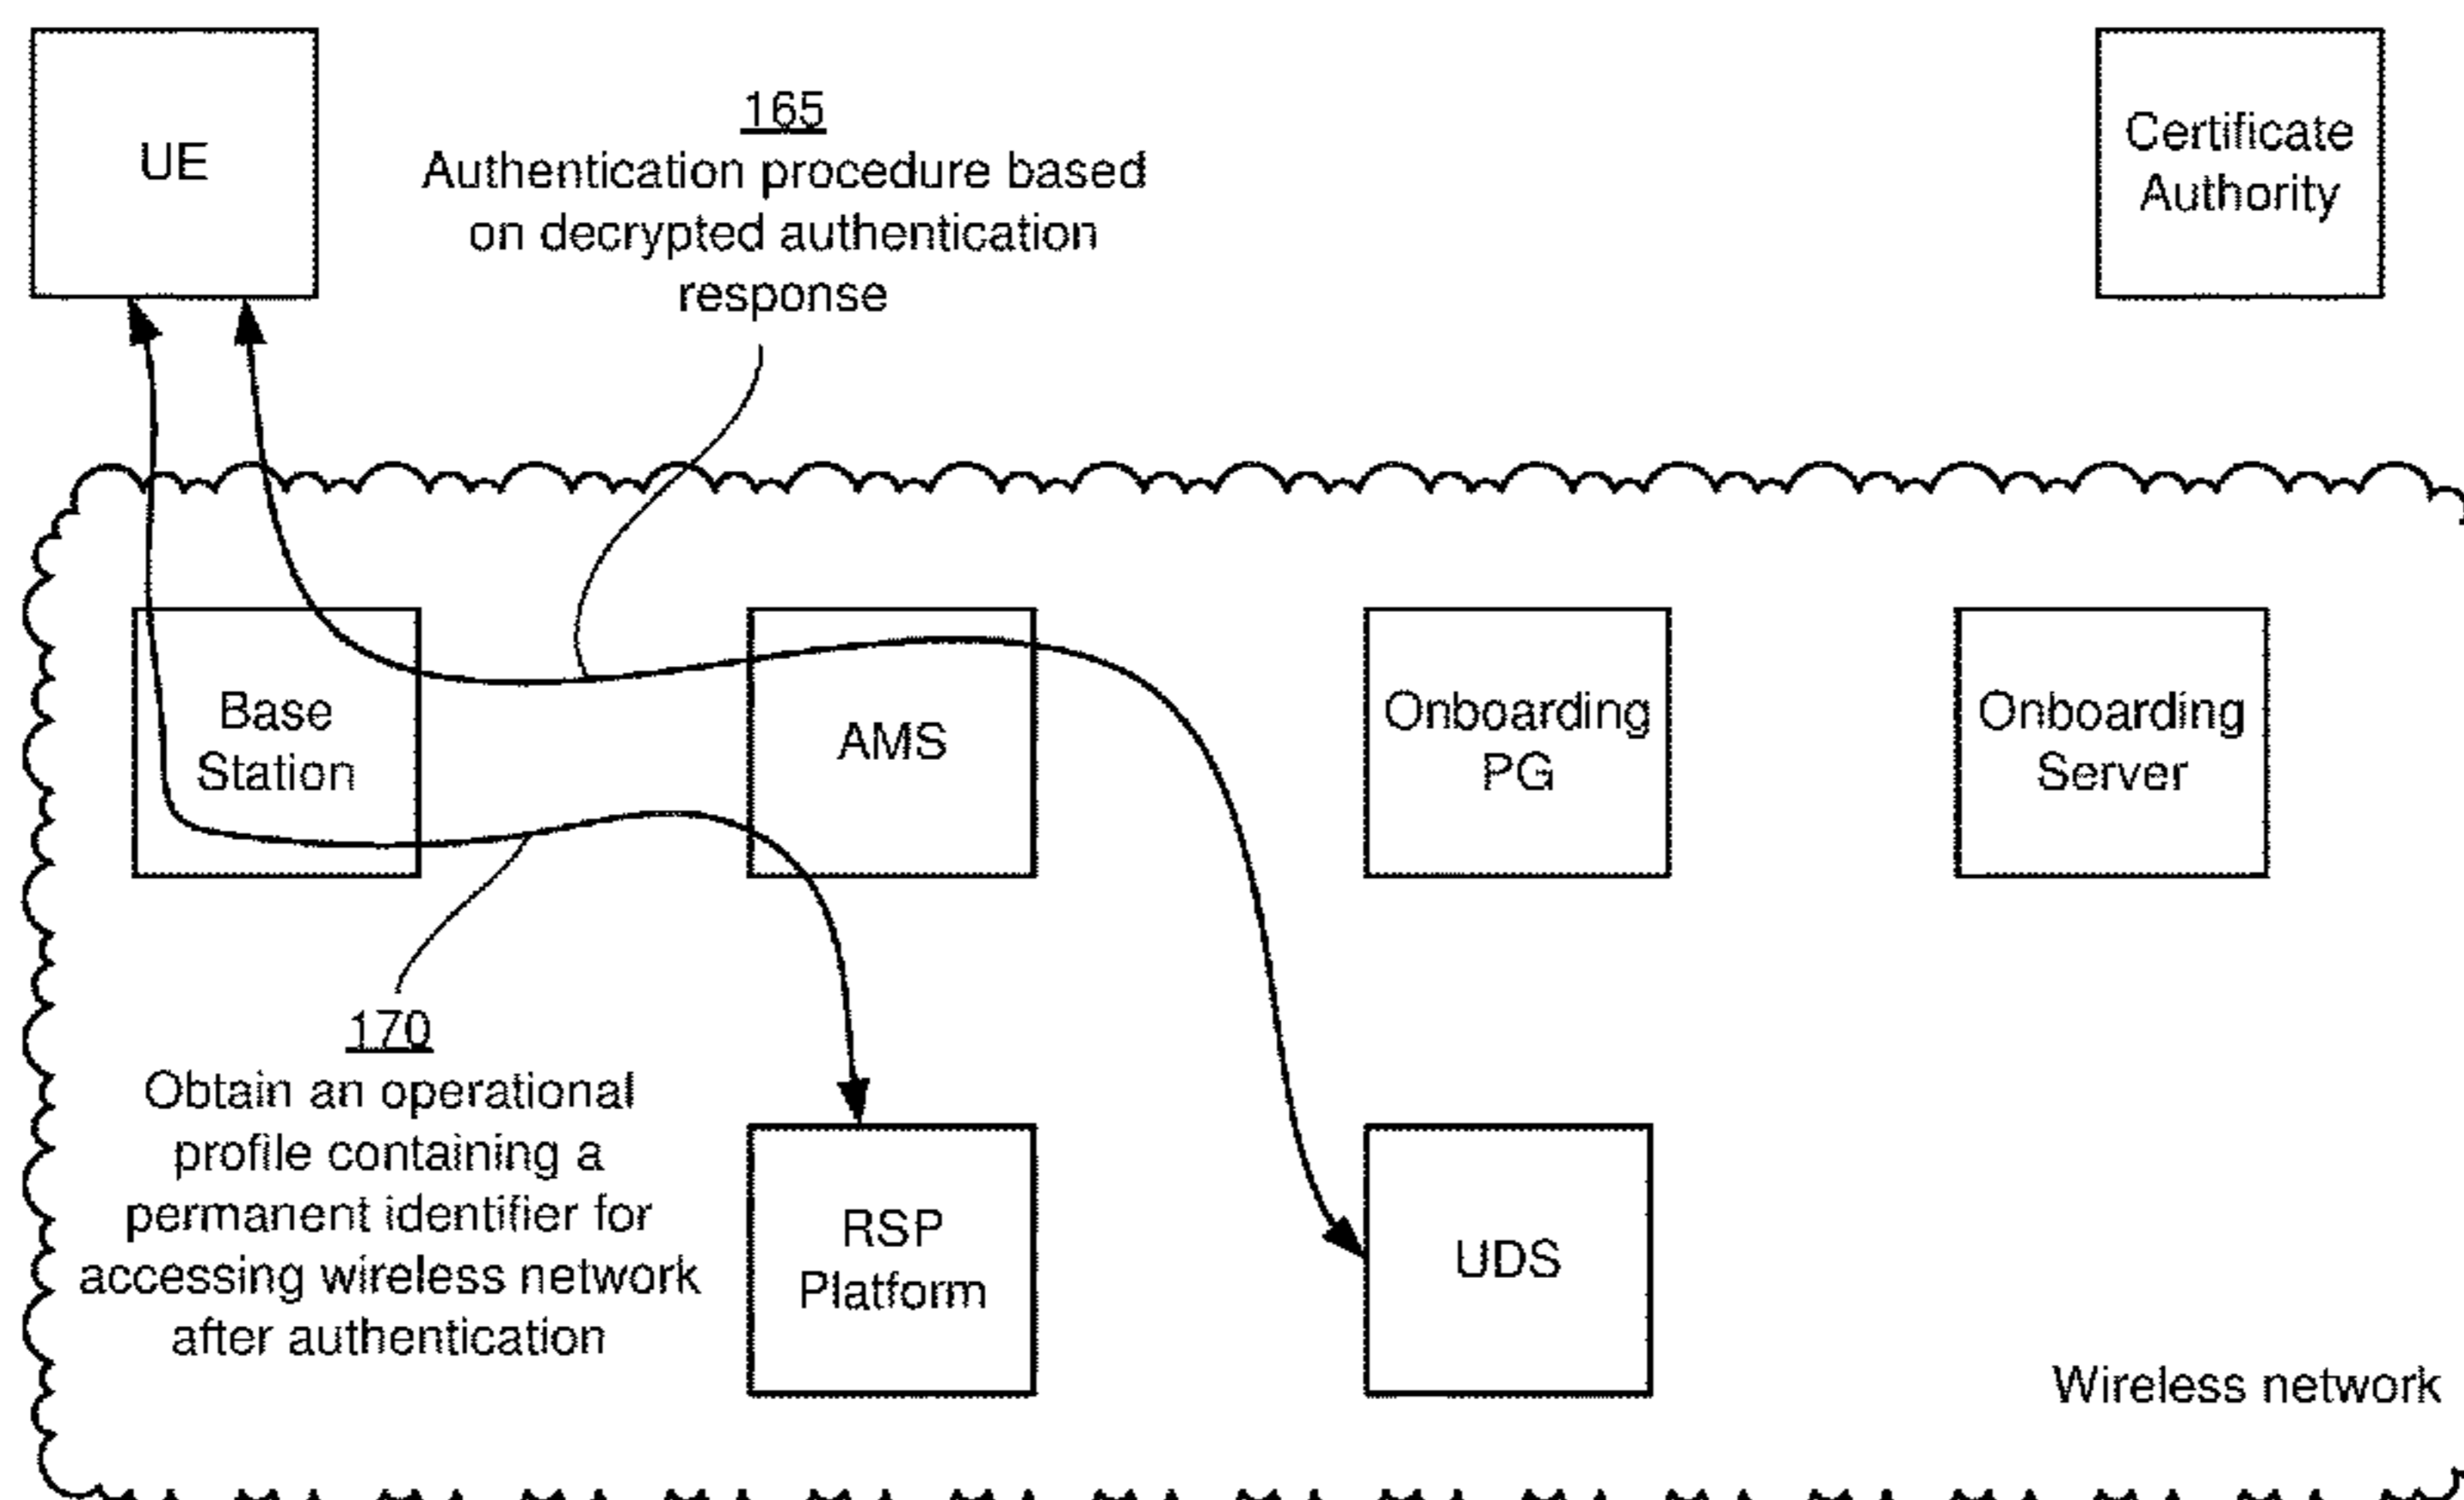 UE
165
Authentication procedure based
on decrypted authentication
response
Certificate
Authority
Base
Station
AMS
Onboarding
PG
Onboarding
Server
170
Obtain an operational
profile containing a
permanent identifier for
accessing wireless network
after authentication
RSP
Platform
UDS
Wireless network